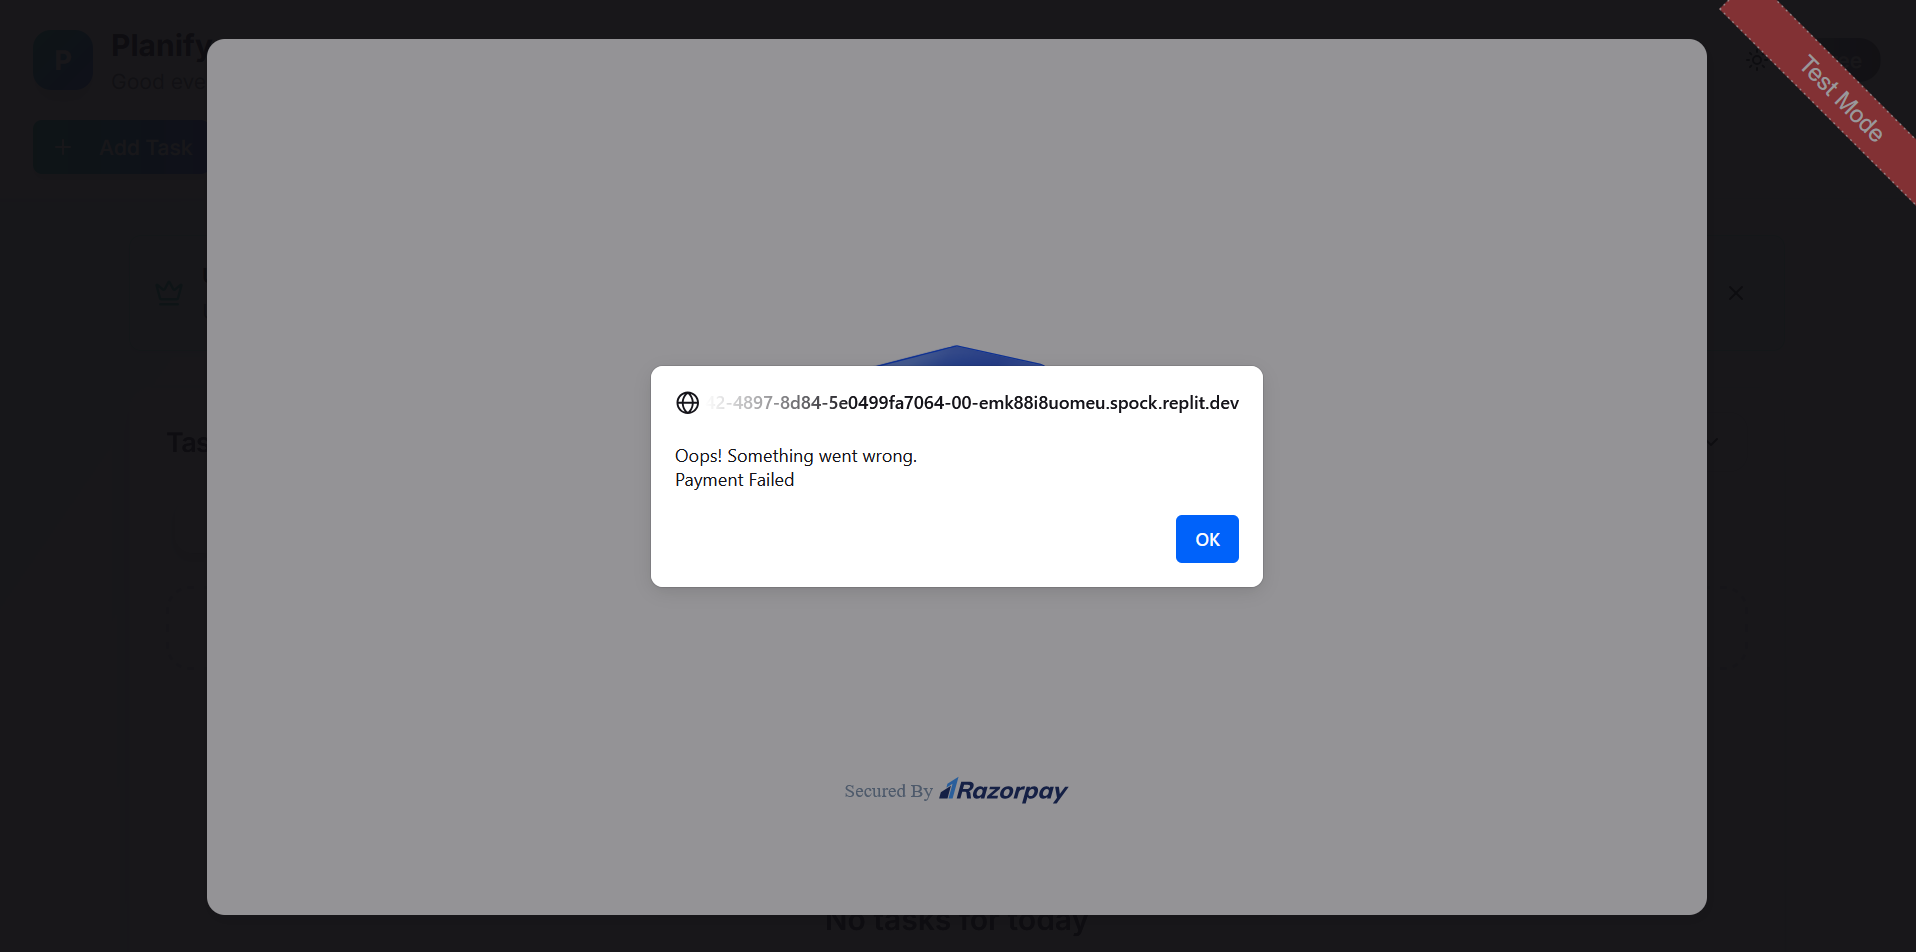 Planify
P
Good eve
Test Mode
+ Add Task
42-4897-8d84-5e0499fa7064-00-emk88i8uomeu.spock.replit.dev
Tas
Oops! Something went wrong.
Payment Failed
OK
Secured By Razorpay
No tasks for today